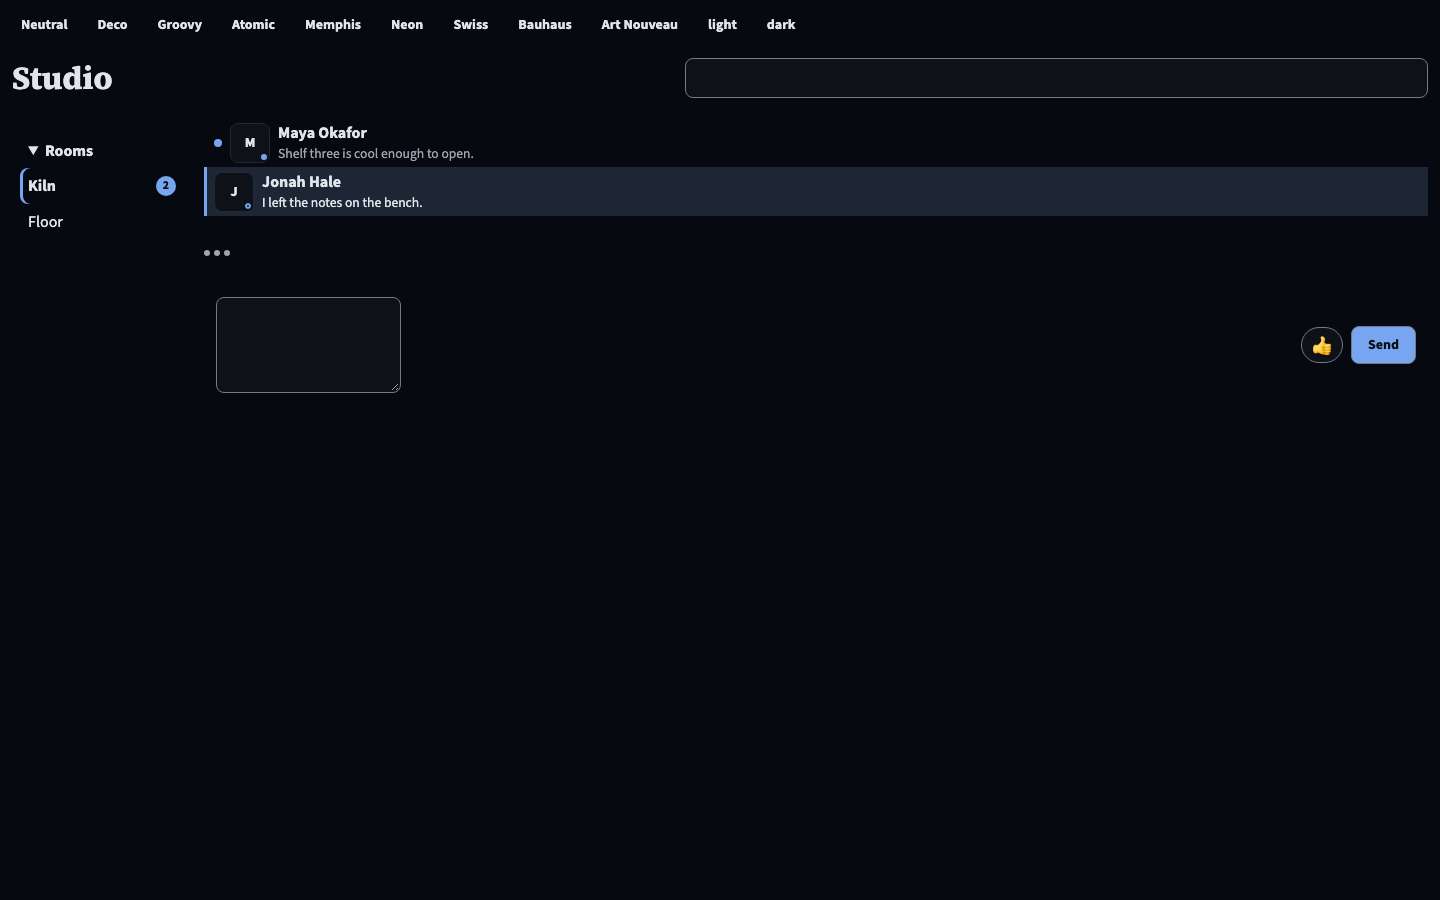 Neutral Deco Groovy Atomic Memphis Neon Swiss Bauhaus Art Nouveau light dark
Studio
Rooms
Kiln 2
Floor
M Maya Okafor
Shelf three is cool enough to open.
J Jonah Hale
I left the notes on the bench.
Send